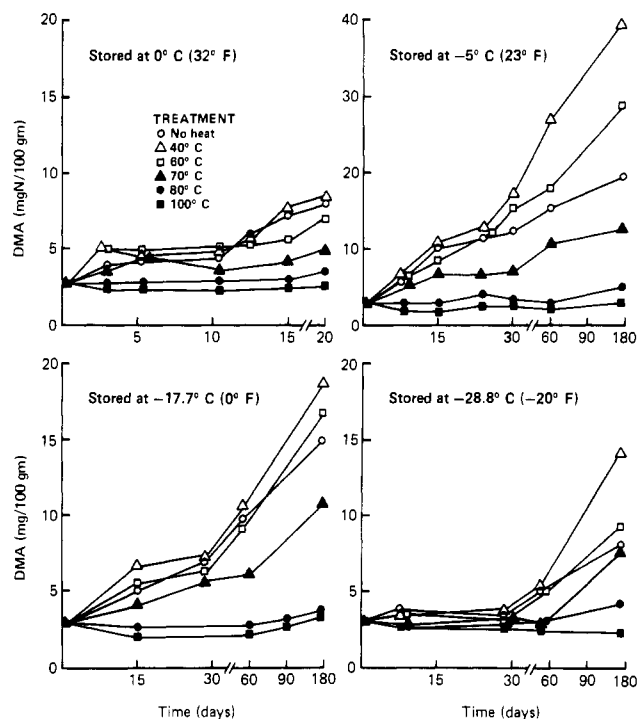 20
15
10
5
0
DMA (mgN/100 gm)
Stored at 0° C (32° F)
TREATMENT
No heat
40° C
60° C
70° C
80° C
100° C
5
10
15
20
40
30
20
10
0
Stored at −5° C (23° F)
15
30
60
180
20
15
10
5
0
DMA (mg/100 gm)
Stored at −17.7° C (0° F)
15
30
60
90
180
Time (days)
20
15
10
5
0
Stored at −28.8° C (−20° F)
15
30
60
90
180
Time (days)